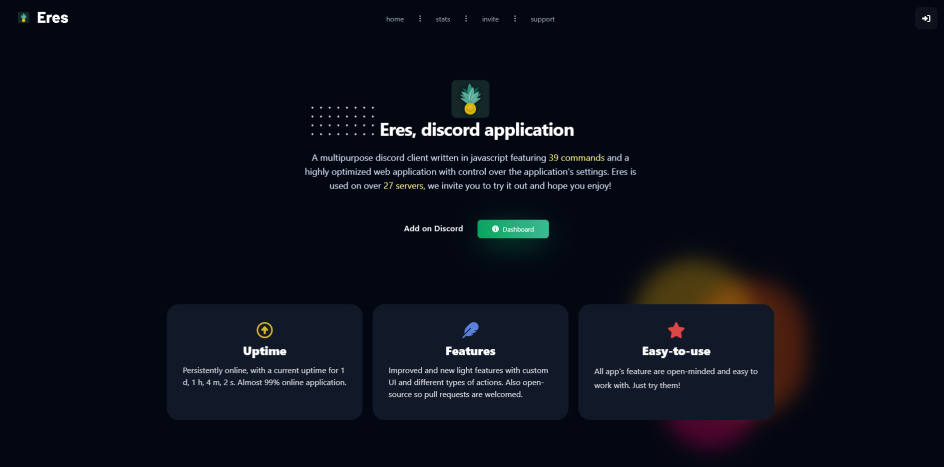 Eres
home
stats
invite
support
Eres, discord application
A multipurpose discord client written in javascript featuring 39 commands and a
highly optimized web application with control over the application's settings. Eres is
used on over 27 servers, we invite you to try it out and hope you enjoy!
Add on Discord
Dashboard
Uptime
Persistently online, with a current uptime for 1
d, 1 h, 4 m, 2 s. Almost 99% online application.
Features
Improved and new light features with custom
UI and different types of actions. Also open-
source so pull requests are welcomed.
Easy-to-use
All app's feature are open-minded and easy to
work with. Just try them!